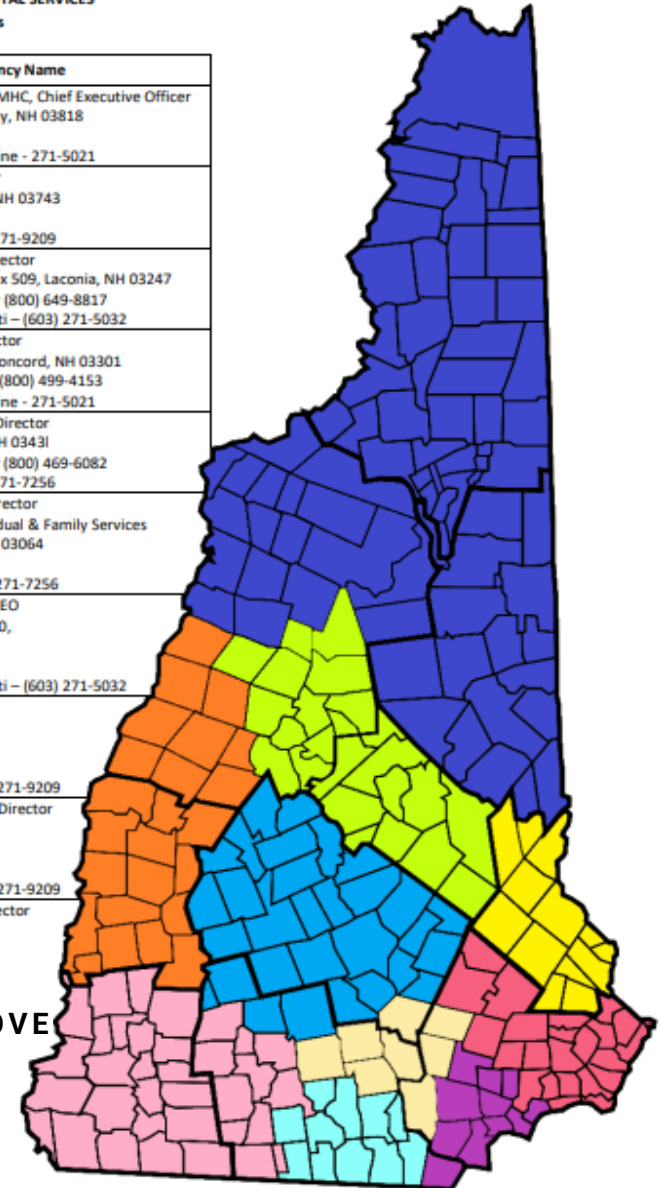 TAL SERVICES
s
ncy Name
MHC, Chief Executive Officer
y, NH 03818
ne - 271-5021
NH 03743
71-9209
ector
x 509, Laconia, NH 03247
(800) 649-8817
ti – (603) 271-5032
ctor
oncord, NH 03301
(800) 499-4153
ne - 271-5021
Director
H 0343l
(800) 469-6082
71-7256
rector
dual & Family Services
03064
271-7256
EO
0,
ti – (603) 271-5032
271-9209
Director
271-9209
ector
OVE